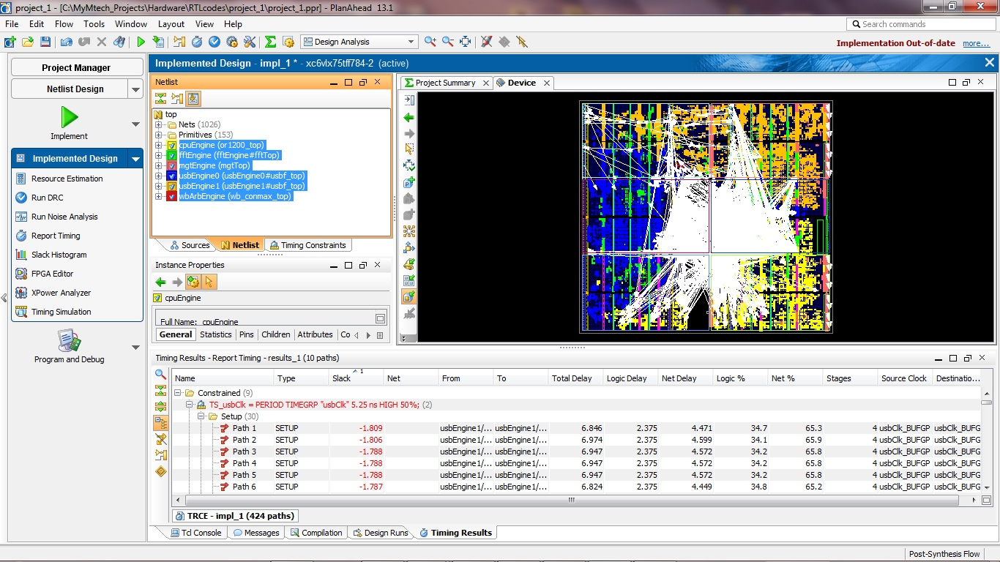 project_1 - [C:\MyMtech_Projects\Hardware\RTLcodes\project_1\project_1.ppr] - PlanAhead 13.1
File Edit Flow Tools Window Layout View Help
Search commands
Design Analysis
Implementation Out-of-date more...
Project Manager
Netlist Design
Implement
Implemented Design
Resource Estimation
Run DRC
Run Noise Analysis
Report Timing
Slack Histogram
FPGA Editor
XPower Analyzer
Timing Simulation
Program and Debug
Implemented Design - impl_1 * - xc6vlx75tff784-2 (active)
Netlist
top
Nets (1026)
Primitives (153)
cpuEngine (or1200_top)
fftEngine (fftEngine#fftTop)
mgtEngine (mgtTop)
usbEngine0 (usbEngine0#usbf_top)
usbEngine1 (usbEngine1#usbf_top)
wbArbEngine (wb_conmax_top)
Sources Netlist Timing Constraints
Instance Properties
cpuEngine
Full Name: cpuEngine
General Statistics Pins Children Attributes Co
Project Summary Device
Timing Results - Report Timing - results_1 (10 paths)
Name Type Slack 1 Net From To Total Delay Logic Delay Net Delay Logic % Net % Stages Source Clock Destinatio...
Constrained (9)
TS_usbClk = PERIOD TIMEGRP "usbClk" 5.25 ns HIGH 50%; (2)
Setup (30)
Path 1 SETUP -1.809 usbEngine1/... usbEngine1/... 6.846 2.375 4.471 34.7 65.3 4 usbClk_BUFGP usbClk_BUFG
Path 2 SETUP -1.806 usbEngine1/... usbEngine1/... 6.974 2.375 4.599 34.1 65.9 4 usbClk_BUFGP usbClk_BUFG
Path 3 SETUP -1.788 usbEngine1/... usbEngine1/... 6.947 2.375 4.572 34.2 65.8 4 usbClk_BUFGP usbClk_BUFG
Path 4 SETUP -1.788 usbEngine1/... usbEngine1/... 6.947 2.375 4.572 34.2 65.8 4 usbClk_BUFGP usbClk_BUFG
Path 5 SETUP -1.788 usbEngine1/... usbEngine1/... 6.947 2.375 4.572 34.2 65.8 4 usbClk_BUFGP usbClk_BUFG
Path 6 SETUP -1.787 usbEngine1/... usbEngine1/... 6.824 2.375 4.449 34.8 65.2 4 usbClk_BUFGP usbClk_BUFG
TRCE - impl_1 (424 paths)
Tcl Console Messages Compilation Design Runs Timing Results
Post-Synthesis Flow